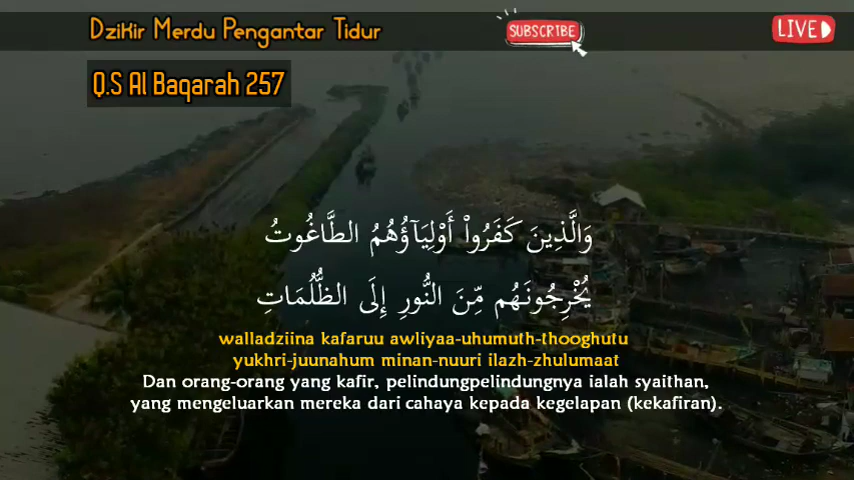 Dzikir Merdu Pengantar Tidur
SUBSCRIBE
LIVE
Q.S Al Baqarah 257
وَالَّذِينَ كَفَرُواْ أَوْلِيَآؤُهُمُ الطَّاغُوتُ
يُخْرِجُونَهُم مِّنَ النُّورِ إِلَى الظُّلُمَاتِ
walladziina kafaruu awliyaa-uhumuth-thooghutu
yukhri-juunahum minan-nuuri ilazh-zhulumaat
Dan orang-orang yang kafir, pelindungpelindungnya ialah syaithan,
yang mengeluarkan mereka dari cahaya kepada kegelapan (kekafiran).